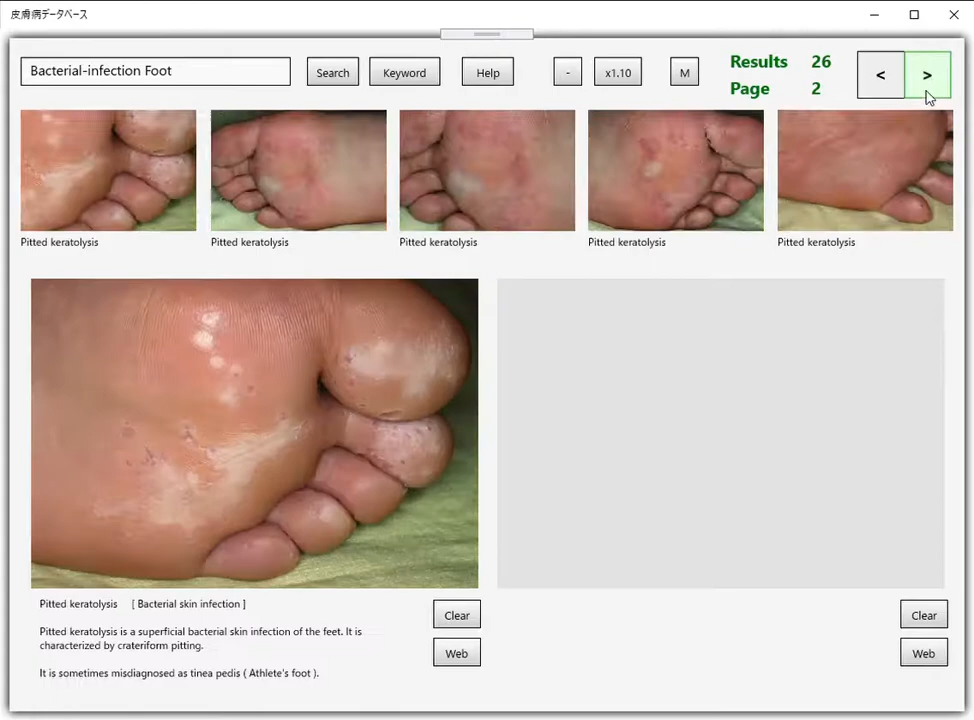 皮膚病データベース
Bacterial-infection Foot
Search
Keyword
Help
-
x1.10
M
Results 26
Page 2
<
>
Pitted keratolysis
Pitted keratolysis
Pitted keratolysis
Pitted keratolysis
Pitted keratolysis
Pitted keratolysis [ Bacterial skin infection ]
Pitted keratolysis is a superficial bacterial skin infection of the feet. It is
characterized by crateriform pitting.
It is sometimes misdiagnosed as tinea pedis ( Athlete's foot ).
Clear
Web
Clear
Web